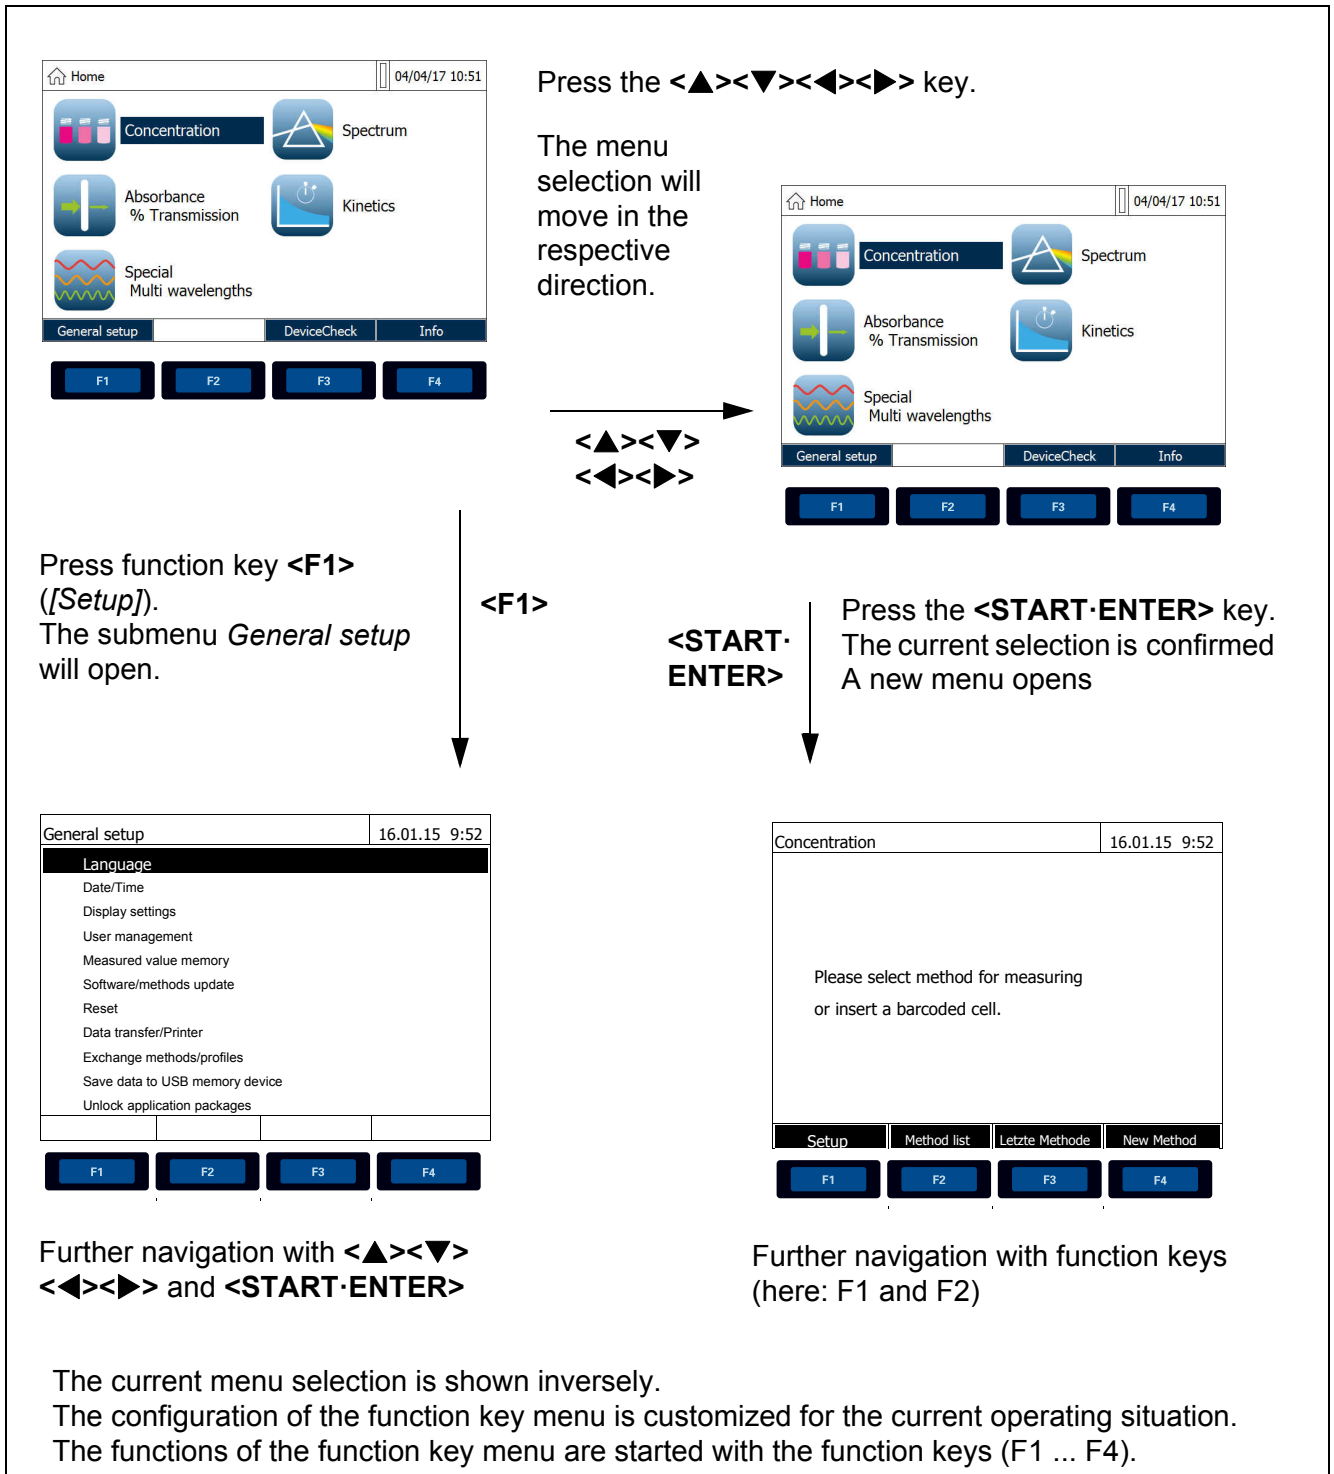 Home 04/04/17 10:51
Concentration Spectrum
Absorbance
% Transmission
Kinetics
Special
Multi wavelengths
General setup DeviceCheck Info
F1 F2 F3 F4
Press the <▲><▼><◀><▶> key.
The menu
selection will
move in the
respective
direction.
<▲><▼>
<◀><▶>
Home 04/04/17 10:51
Concentration Spectrum
Absorbance
% Transmission
Kinetics
Special
Multi wavelengths
General setup DeviceCheck Info
F1 F2 F3 F4
Press function key <F1>
([Setup]).
The submenu General setup
will open.
<F1>
<START·
ENTER>
Press the <START·ENTER> key.
The current selection is confirmed
A new menu opens
General setup 16.01.15 9:52
Language
Date/Time
Display settings
User management
Measured value memory
Software/methods update
Reset
Data transfer/Printer
Exchange methods/profiles
Save data to USB memory device
Unlock application packages
F1 F2 F3 F4
Further navigation with <▲><▼>
<◀><▶> and <START·ENTER>
Concentration 16.01.15 9:52
Please select method for measuring
or insert a barcoded cell.
Setup Method list Letzte Methode New Method
F1 F2 F3 F4
Further navigation with function keys
(here: F1 and F2)
The current menu selection is shown inversely.
The configuration of the function key menu is customized for the current operating situation.
The functions of the function key menu are started with the function keys (F1 ... F4).